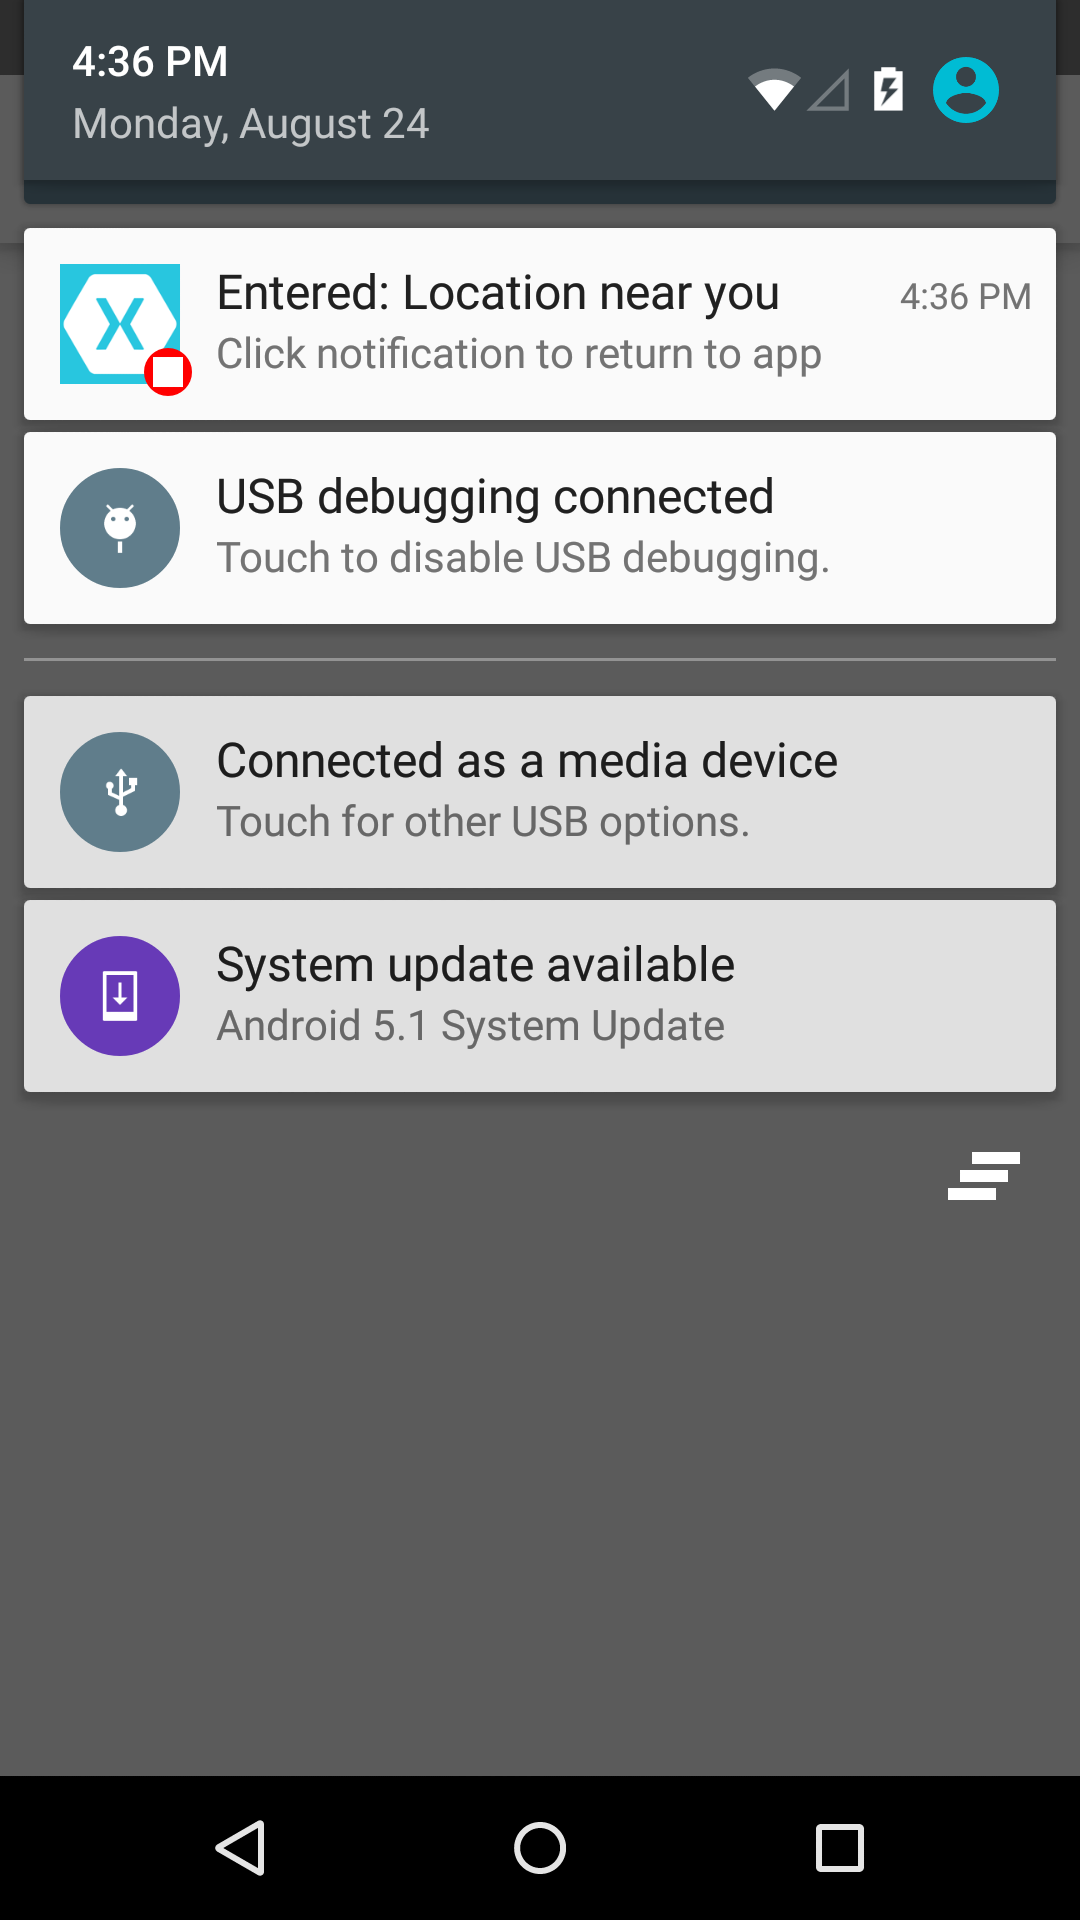 4:36 PM
Monday, August 24
Entered: Location near you
4:36 PM
Click notification to return to app
USB debugging connected
Touch to disable USB debugging.
Connected as a media device
Touch for other USB options.
System update available
Android 5.1 System Update